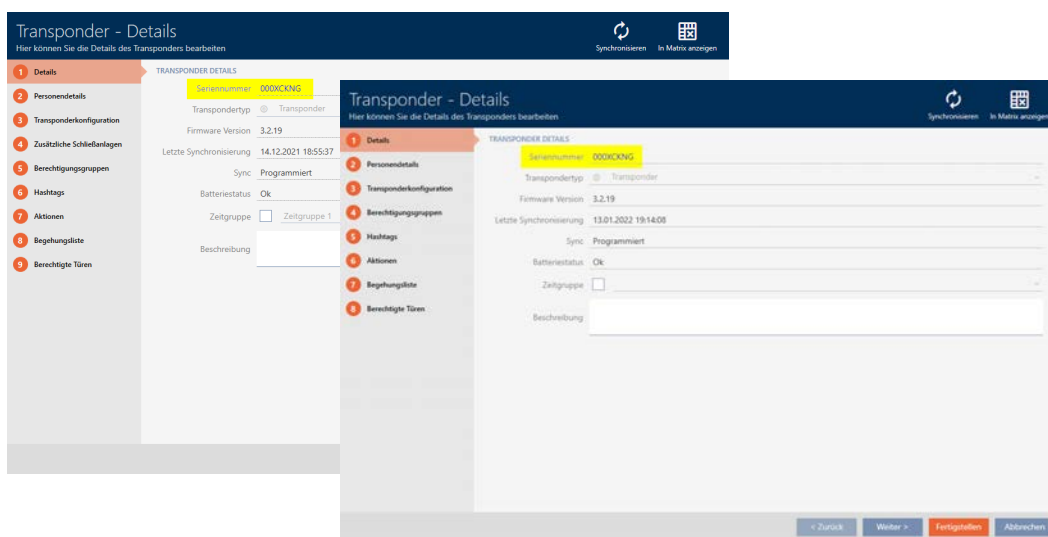 Transponder - Details
Hier können Sie die Details des Transponders bearbeiten
Synchronisieren
In Matrix anzeigen
1 Details
2 Personendetails
3 Transponderkonfiguration
4 Zusätzliche Schließanlagen
5 Berechtigungsgruppen
6 Hashtags
7 Aktionen
8 Begehungsliste
9 Berechtigte Türen
TRANSPONDER DETAILS
Seriennummer 000XCKNG
Transpondertyp Transponder
Firmware Version 3.2.19
Letzte Synchronisierung 14.12.2021 18:55:37
Sync Programmiert
Batteriestatus Ok
Zeitgruppe Zeitgruppe 1
Beschreibung
Transponder - Details
Hier können Sie die Details des Transponders bearbeiten
Synchronisieren
In Matrix anzeigen
1 Details
2 Personendetails
3 Transponderkonfiguration
4 Berechtigungsgruppen
5 Hashtags
6 Aktionen
7 Begehungsliste
8 Berechtigte Türen
TRANSPONDER DETAILS
Seriennummer 000XCKNG
Transpondertyp Transponder
Firmware Version 3.2.19
Letzte Synchronisierung 13.01.2022 19:14:08
Sync Programmiert
Batteriestatus Ok
Zeitgruppe
Beschreibung
< Zurück
Weiter >
Fertigstellen
Abbrechen